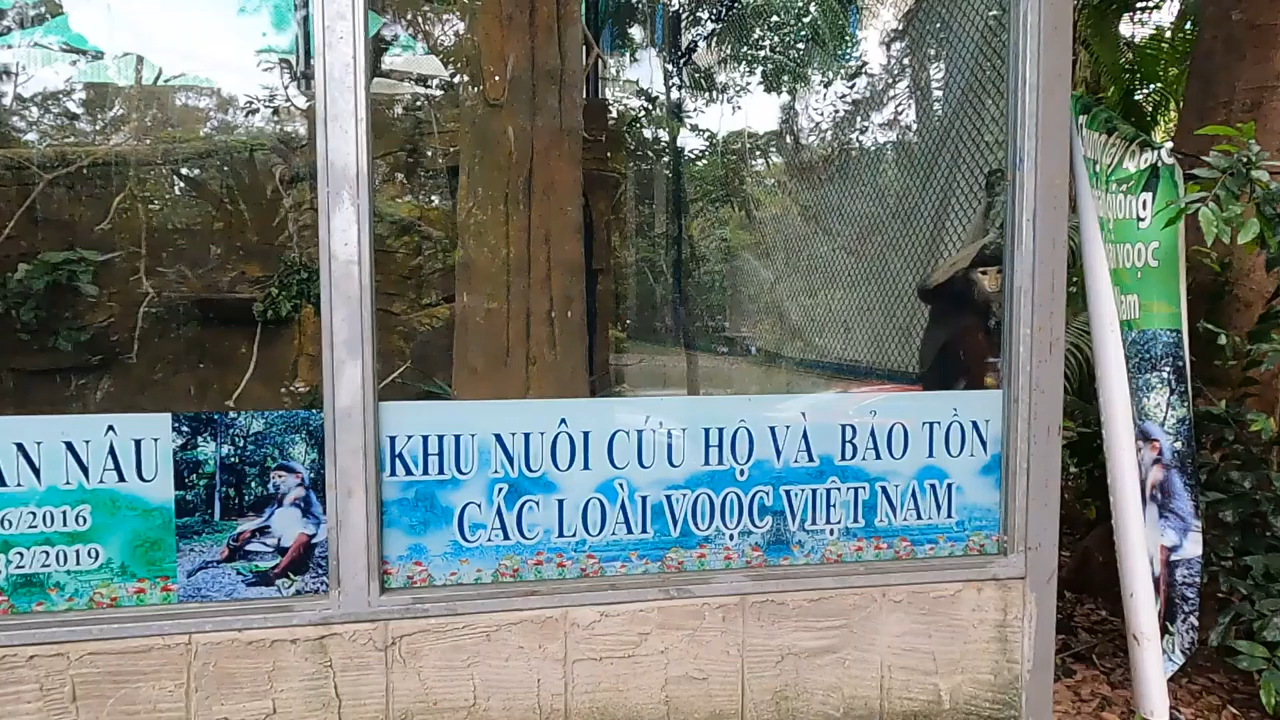 AN NÂU
6/2016
2/2019
KHU NUÔI CỨU HỘ VÀ BẢO TỒN
CÁC LOÀI VOỌC VIỆT NAM
giống
voọc
Nam